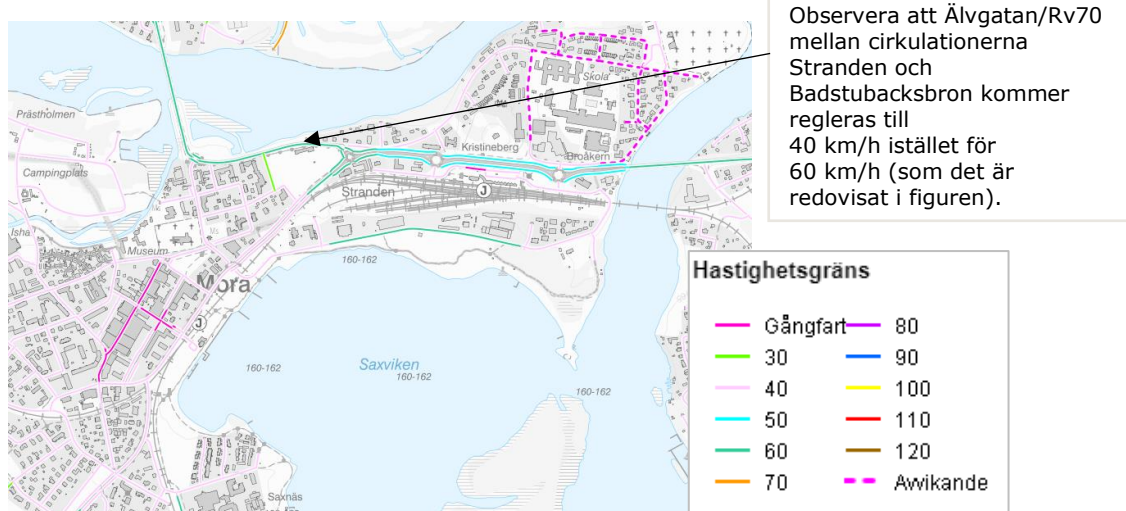 Observera att Älvgatan/Rv70
mellan cirkulationerna
Stranden och
Badstubacksbron kommer
regleras till
40 km/h istället för
60 km/h (som det är
redovisat i figuren).
Skola
Prästholmen
Kristineberg
Broåkern
Campingplats
Stranden
J
Ms
Isha
Museum
160-162
Mora
J
Saxviken
160-162
160-162
160-162
Saxnäs
Hastighetsgräns
Gångfart
80
30
90
40
100
50
110
60
120
70
Avvikande